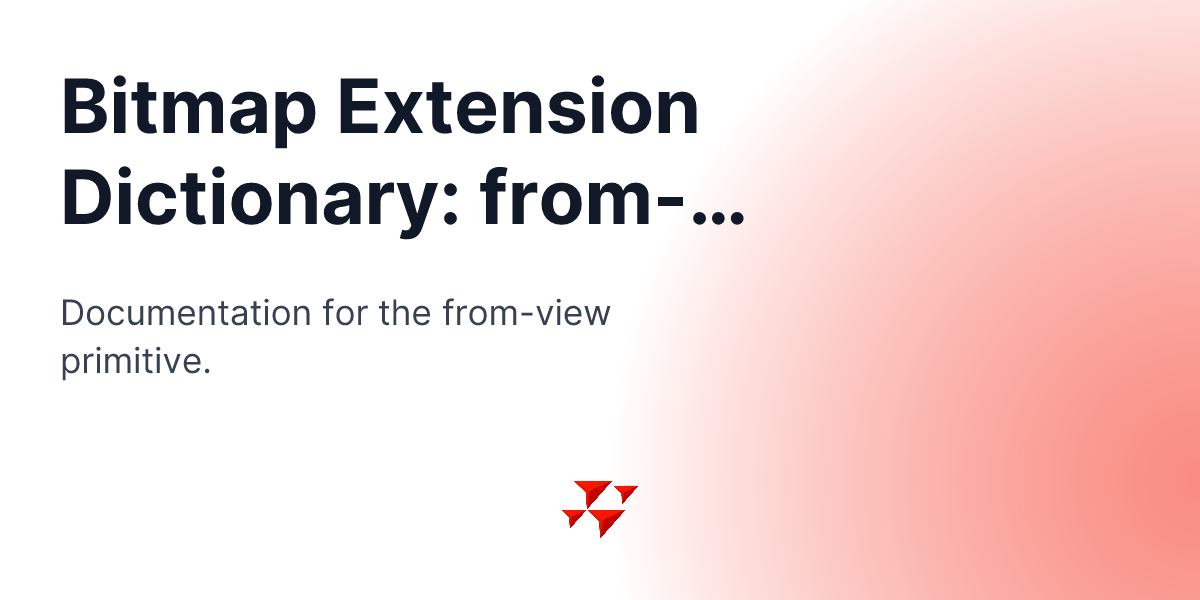 Bitmap Extension
Dictionary: from-...
Documentation for the from-view
primitive.